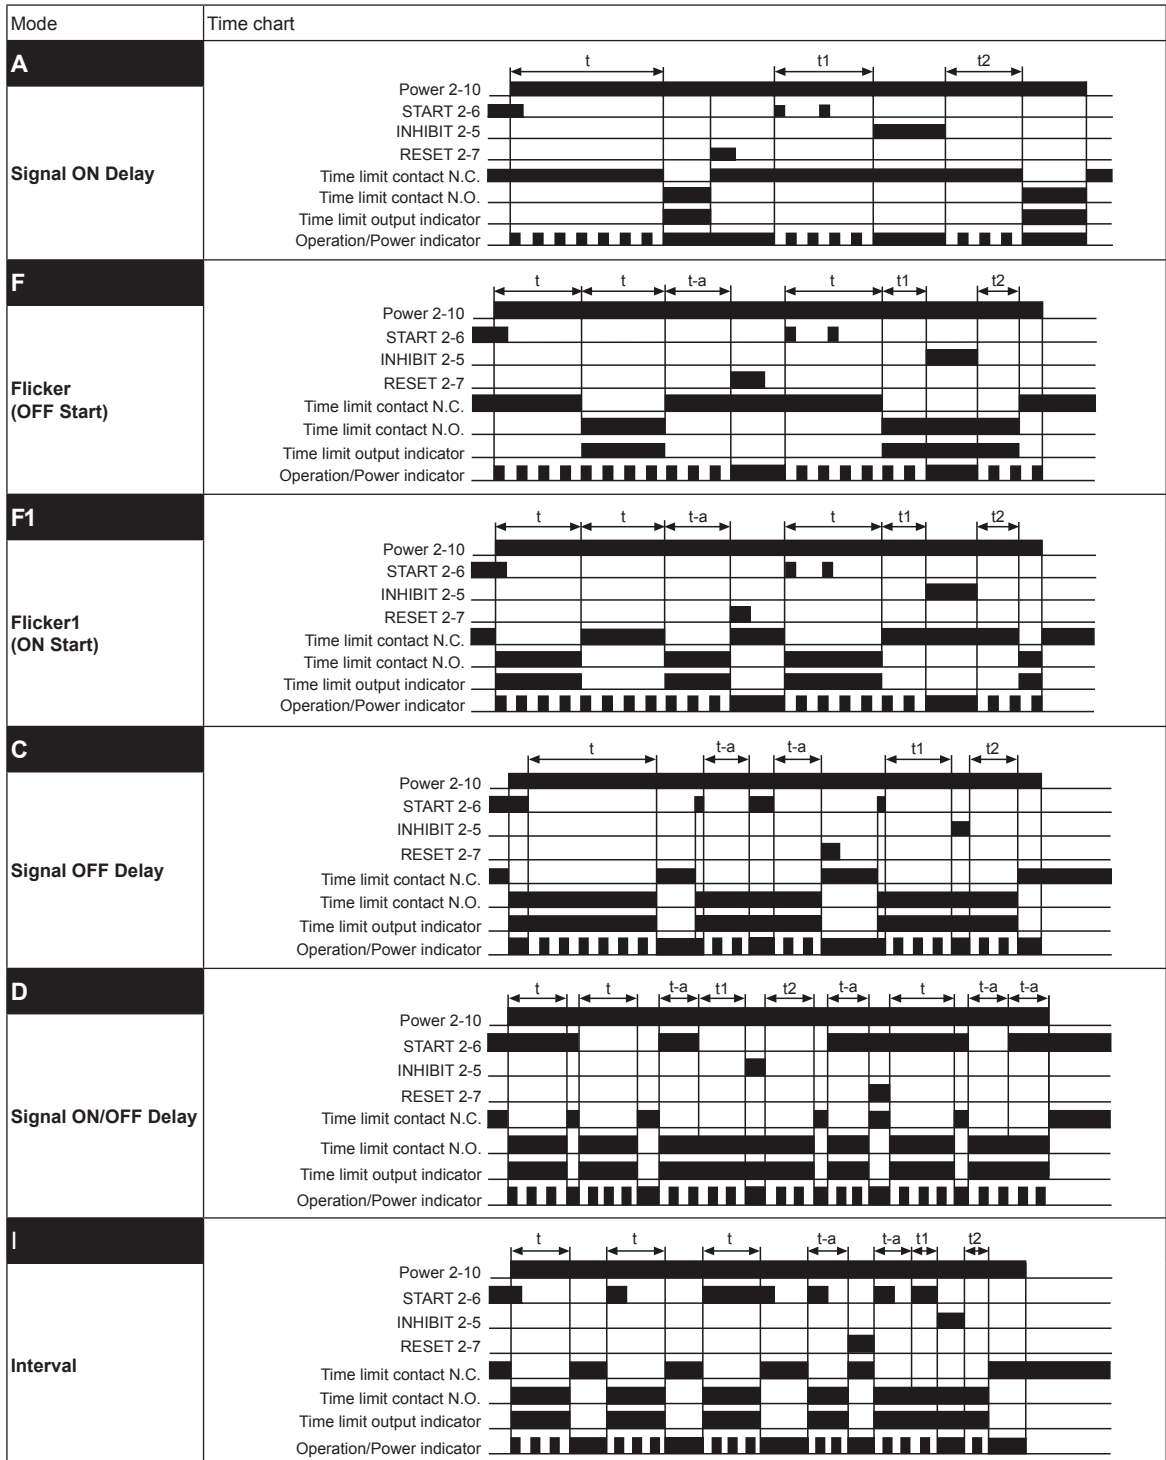 Mode Time chart
A
t t1 t2
Power 2-10
START 2-6
INHIBIT 2-5
RESET 2-7
Signal ON Delay
Time limit contact N.C.
Time limit contact N.O.
Time limit output indicator
Operation/Power indicator
F
t t t-a t t1 t2
Power 2-10
START 2-6
INHIBIT 2-5
RESET 2-7
Flicker
(OFF Start)
Time limit contact N.C.
Time limit contact N.O.
Time limit output indicator
Operation/Power indicator
F1
t t t-a t t1 t2
Power 2-10
START 2-6
INHIBIT 2-5
RESET 2-7
Flicker1
(ON Start)
Time limit contact N.C.
Time limit contact N.O.
Time limit output indicator
Operation/Power indicator
C
t t-a t-a t1 t2
Power 2-10
START 2-6
INHIBIT 2-5
RESET 2-7
Signal OFF Delay
Time limit contact N.C.
Time limit contact N.O.
Time limit output indicator
Operation/Power indicator
D
t t t-a t1 t2 t-a t t-a t-a
Power 2-10
START 2-6
INHIBIT 2-5
RESET 2-7
Signal ON/OFF Delay
Time limit contact N.C.
Time limit contact N.O.
Time limit output indicator
Operation/Power indicator
I
t t t t-a t-a t1 t2
Power 2-10
START 2-6
INHIBIT 2-5
RESET 2-7
Interval
Time limit contact N.C.
Time limit contact N.O.
Time limit output indicator
Operation/Power indicator